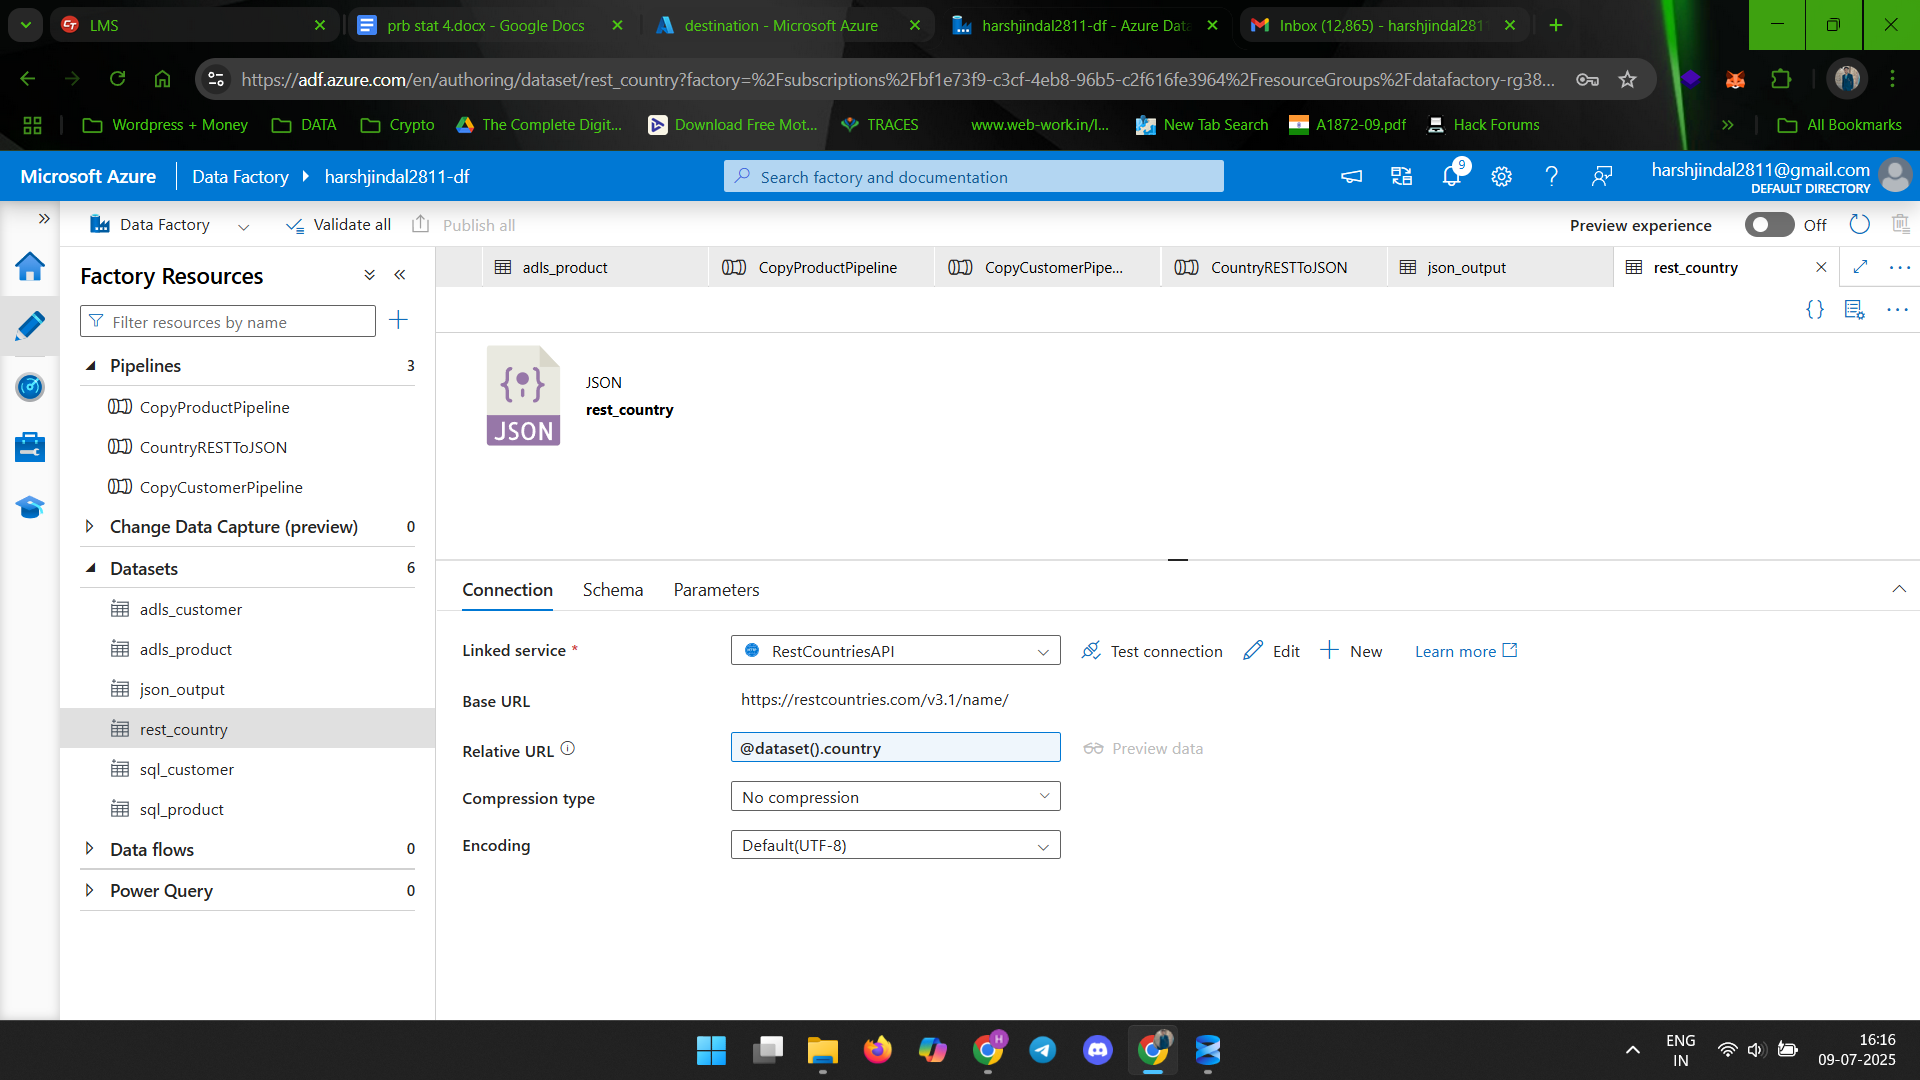 LMS
prb stat 4.docx - Google Docs
destination - Microsoft Azure
harshjindal2811-df - Azure Data
Inbox (12,865) - harshjindal2811
https://adf.azure.com/en/authoring/dataset/rest_country?factory=%2Fsubscriptions%2Fbf1e73f9-c3cf-4eb8-96b5-c2f616fe3964%2FresourceGroups%2Fdatafactory-rg38...
Wordpress + Money
DATA
Crypto
The Complete Digit...
Download Free Mot...
TRACES
www.web-work.in/l...
New Tab Search
A1872-09.pdf
Hack Forums
All Bookmarks
Microsoft Azure
Data Factory
harshjindal2811-df
Search factory and documentation
9
harshjindal2811@gmail.com
DEFAULT DIRECTORY
Data Factory
Validate all
Publish all
Preview experience
Off
Factory Resources
Filter resources by name
Pipelines 3
CopyProductPipeline
CountryRESTToJSON
CopyCustomerPipeline
Change Data Capture (preview) 0
Datasets 6
adls_customer
adls_product
json_output
rest_country
sql_customer
sql_product
Data flows 0
Power Query 0
adls_product
CopyProductPipeline
CopyCustomerPipe...
CountryRESTToJSON
json_output
rest_country
JSON
JSON
rest_country
Connection
Schema
Parameters
Linked service *
RestCountriesAPI
Test connection
Edit
New
Learn more
Base URL
https://restcountries.com/v3.1/name/
Relative URL
@dataset().country
Preview data
Compression type
No compression
Encoding
Default(UTF-8)
H
ENG
IN
16:16
09-07-2025